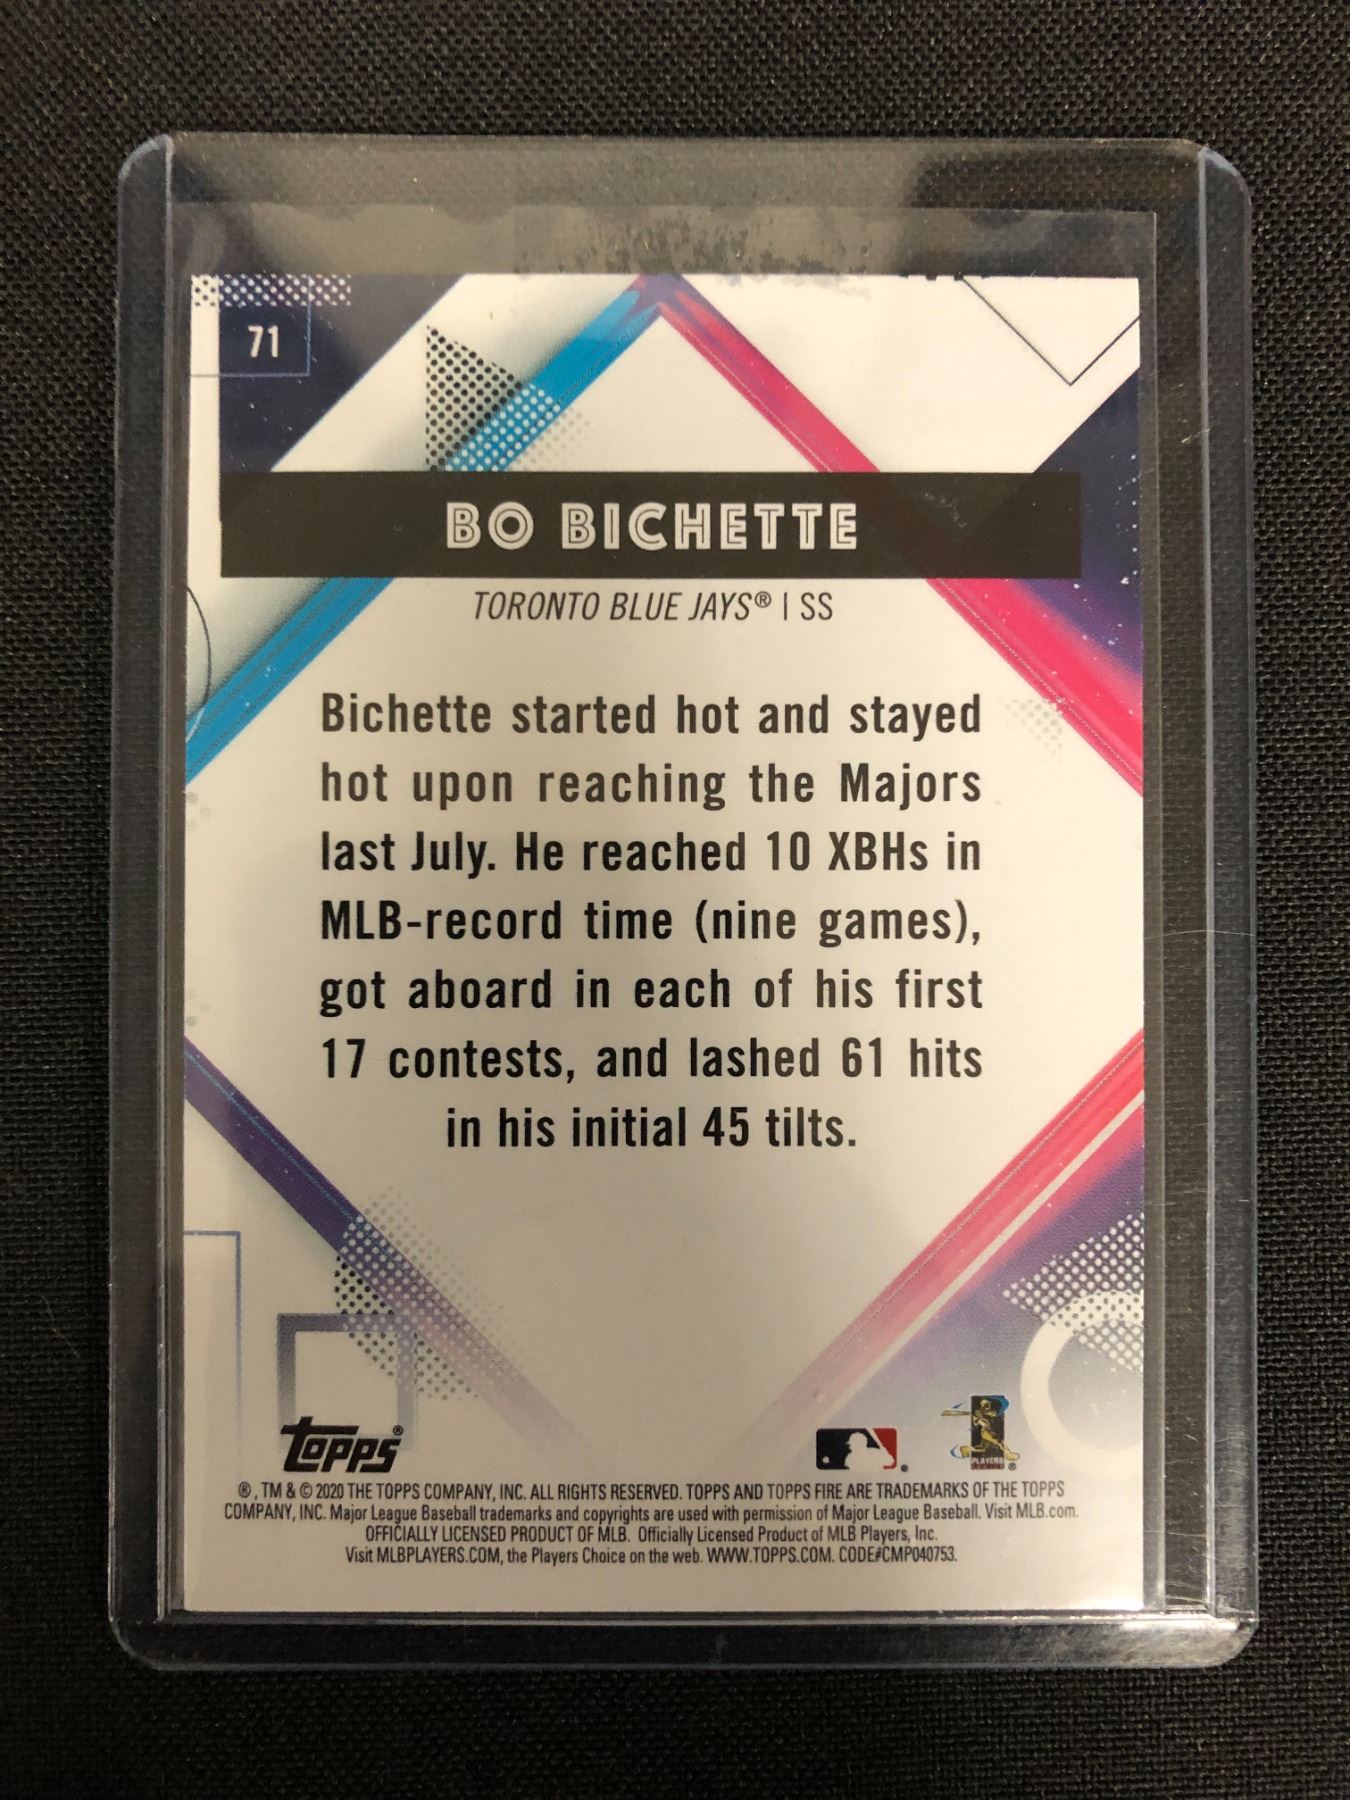 71
BO BICHETTE
TORONTO BLUE JAYS® | SS
Bichette started hot and stayed
hot upon reaching the Majors
last July. He reached 10 XBHs in
MLB-record time (nine games),
got aboard in each of his first
17 contests, and lashed 61 hits
in his initial 45 tilts.
Topps®
®
PLAYERS
®
®, TM & © 2020 THE TOPPS COMPANY, INC. ALL RIGHTS RESERVED. TOPPS AND TOPPS FIRE ARE TRADEMARKS OF THE TOPPS
COMPANY, INC. Major League Baseball trademarks and copyrights are used with permission of Major League Baseball. Visit MLB.com.
OFFICIALLY LICENSED PRODUCT OF MLB. Officially Licensed Product of MLB Players, Inc.
Visit MLBPLAYERS.COM, the Players Choice on the web. WWW.TOPPS.COM. CODE#CMP040753.